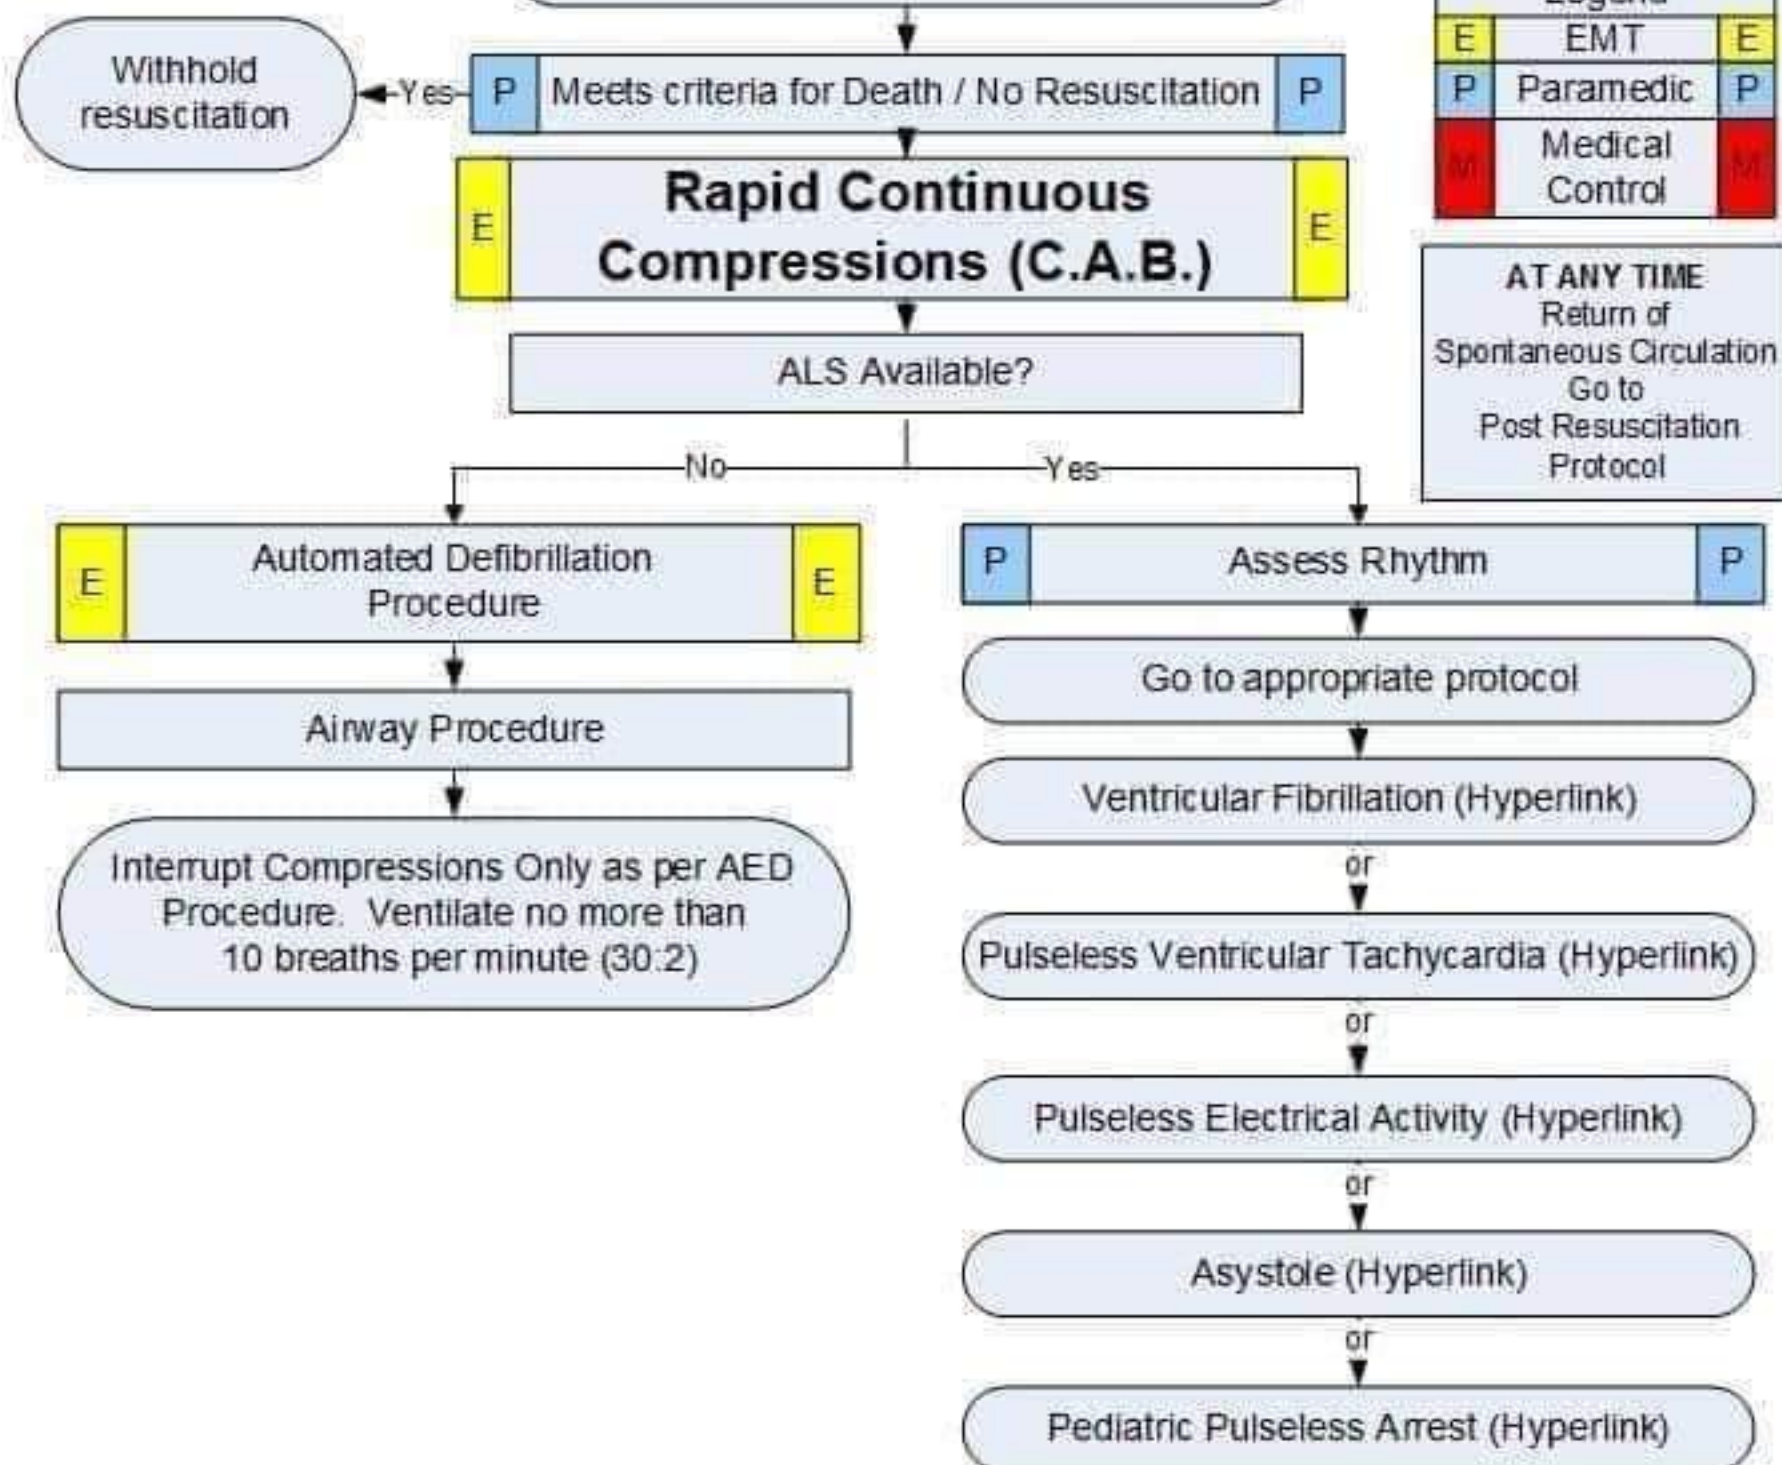 Legend
E EMT E
P Paramedic P
M Medical M
Control
Withhold
resuscitation
Yes
P Meets criteria for Death / No Resuscitation P
E Rapid Continuous E
Compressions (C.A.B.)
AT ANY TIME
Return of
Spontaneous Circulation
Go to
Post Resuscitation
Protocol
ALS Available?
No
Yes
E Automated Defibrillation E
Procedure
Airway Procedure
Interrupt Compressions Only as per AED
Procedure. Ventilate no more than
10 breaths per minute (30:2)
P Assess Rhythm P
Go to appropriate protocol
Ventricular Fibrillation (Hyperlink)
or
Pulseless Ventricular Tachycardia (Hyperlink)
or
Pulseless Electrical Activity (Hyperlink)
or
Asystole (Hyperlink)
or
Pediatric Pulseless Arrest (Hyperlink)